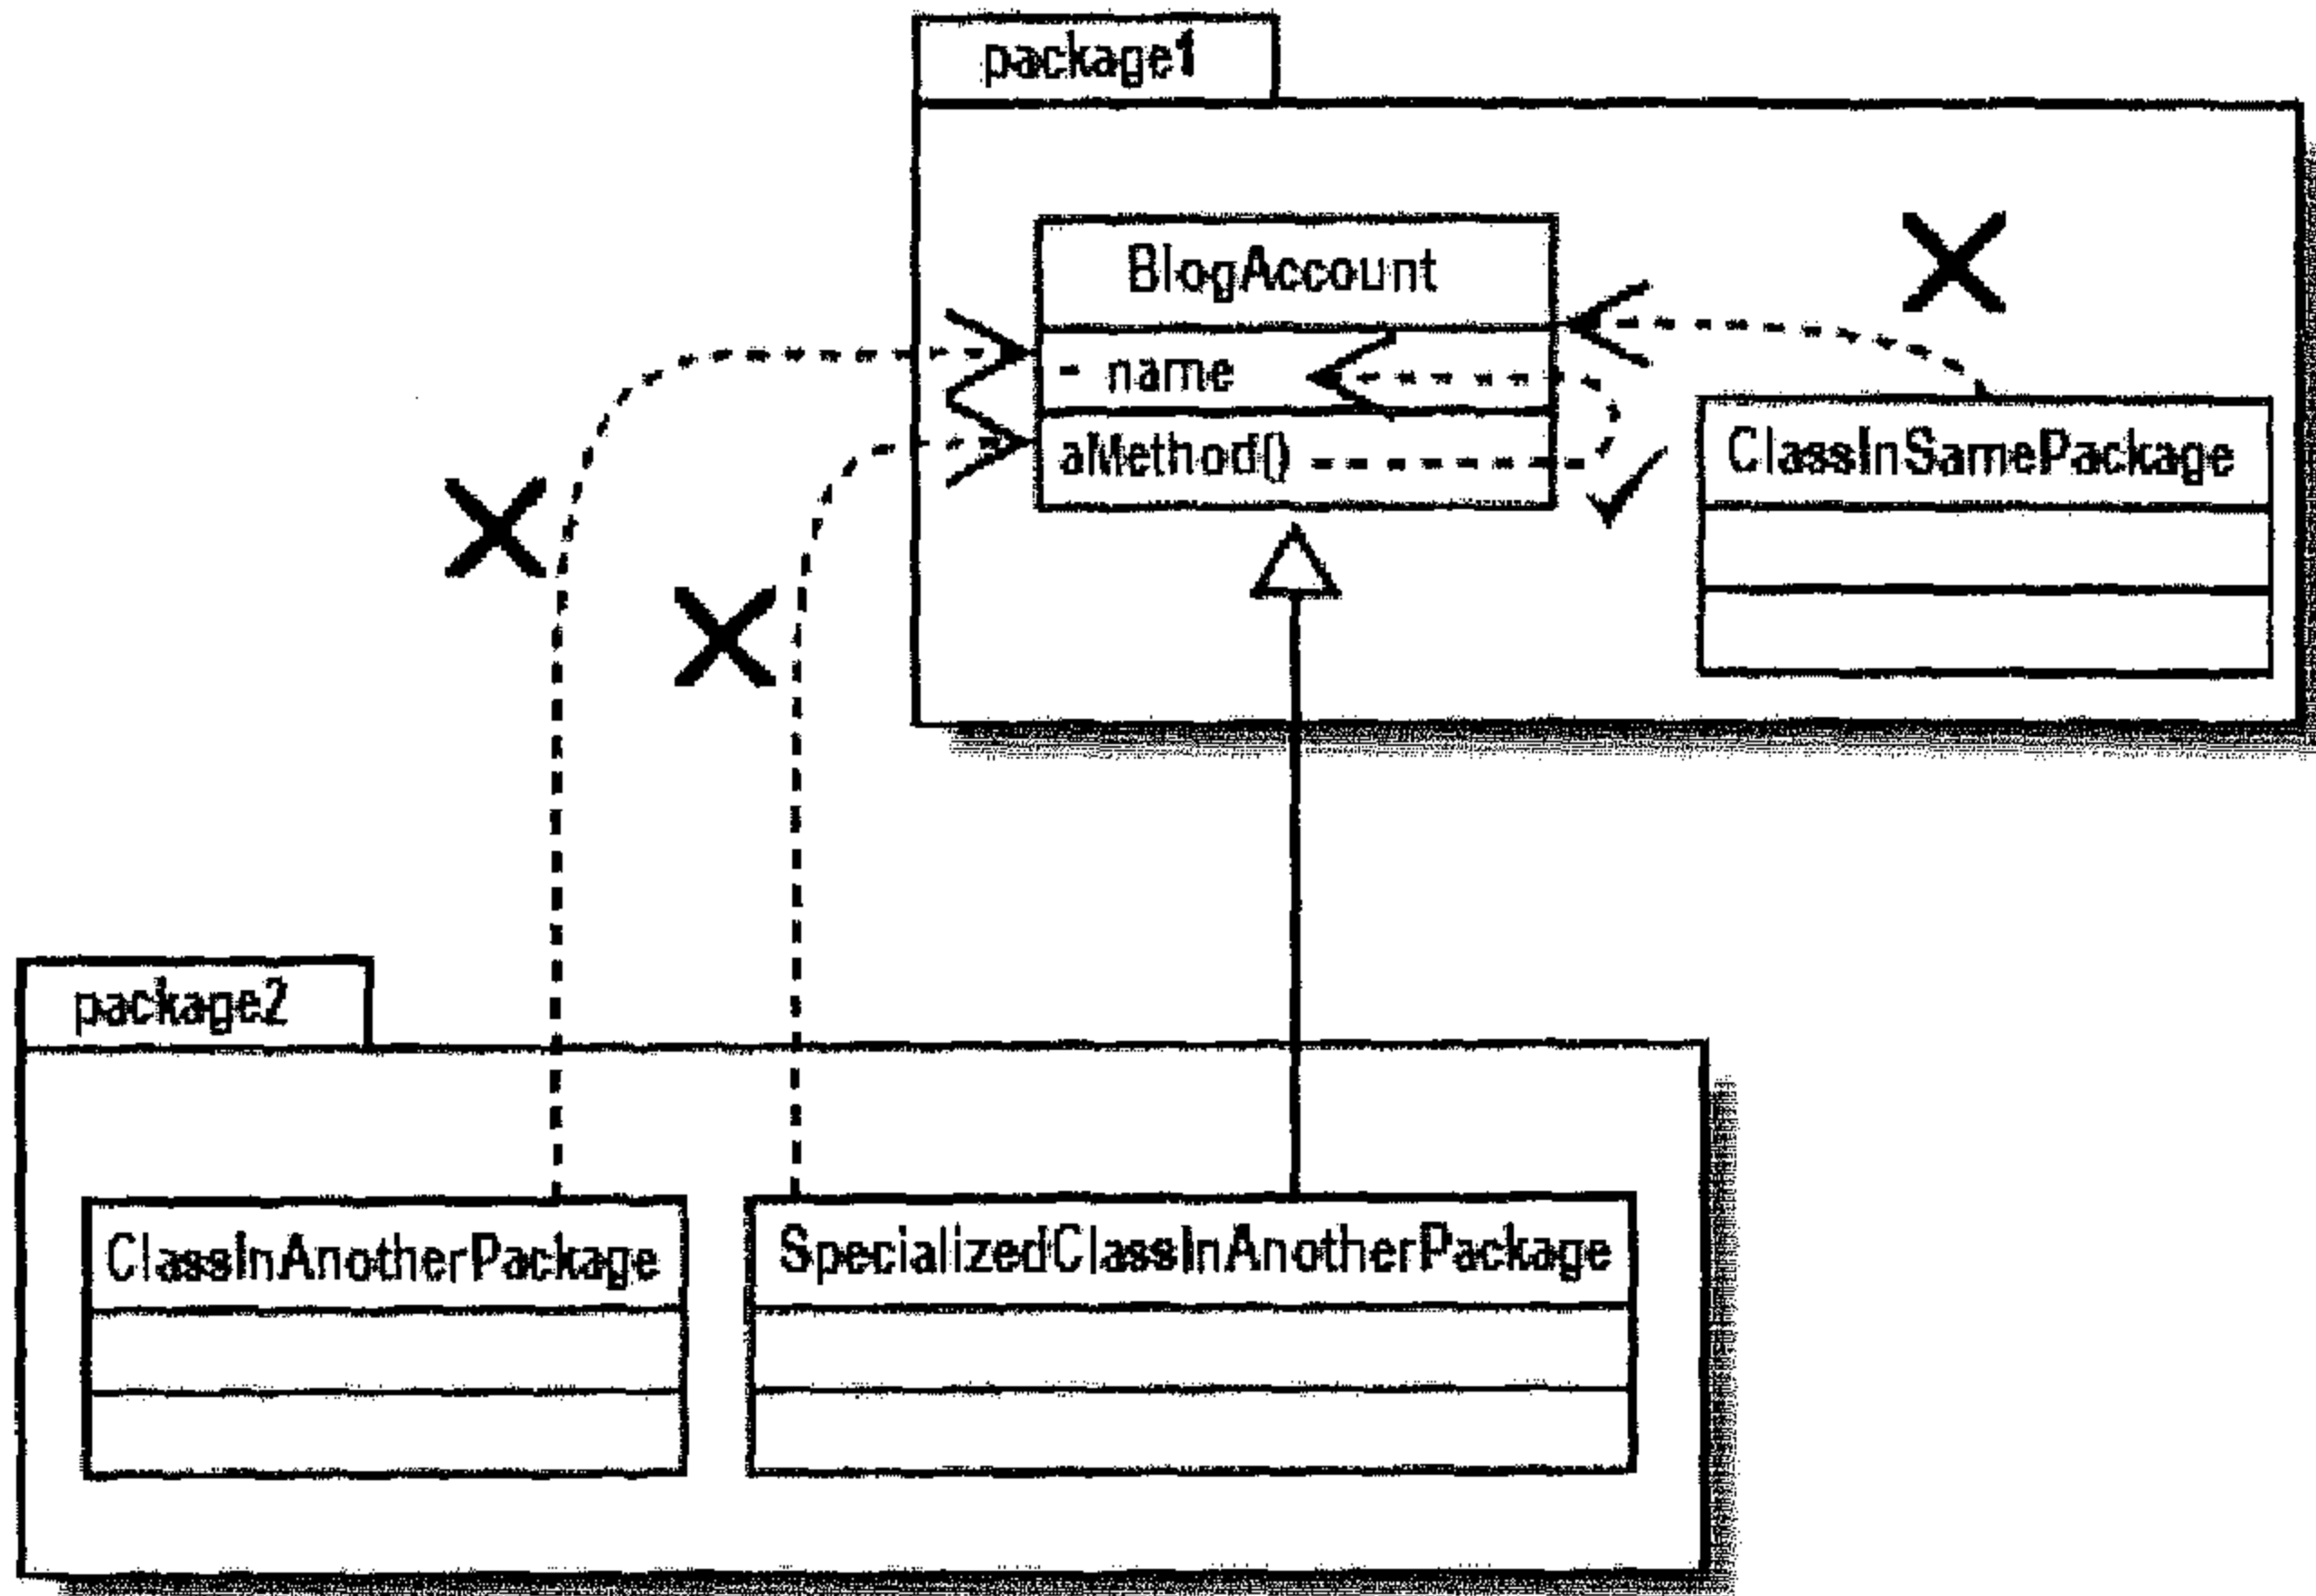 package1
BlogAccount
- name
aMethod()
ClassInSamePackage
package2
ClassInAnotherPackage
SpecializedClassInAnotherPackage